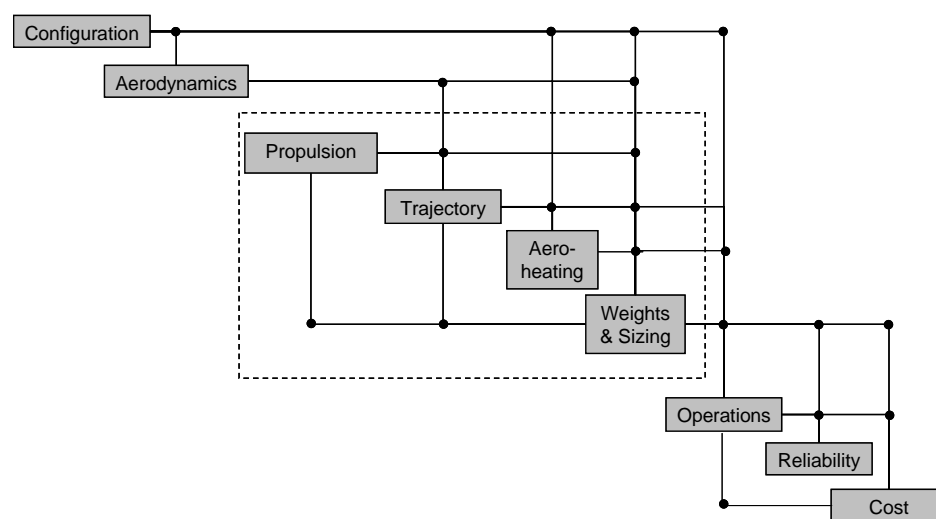 Configuration
Aerodynamics
Propulsion
Trajectory
Aero-
heating
Weights
& Sizing
Operations
Reliability
Cost